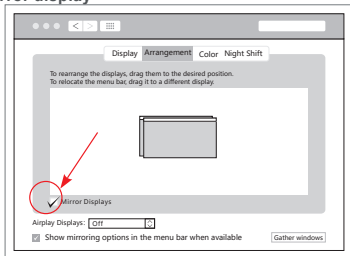 Display Arrangement Color Night Shift
To rearrange the displays, drag them to the desired position.
To relocate the menu bar, drag it to a different display.
Mirror Displays
Airplay Displays: Off
Show mirroring options in the menu bar when available
Gather windows